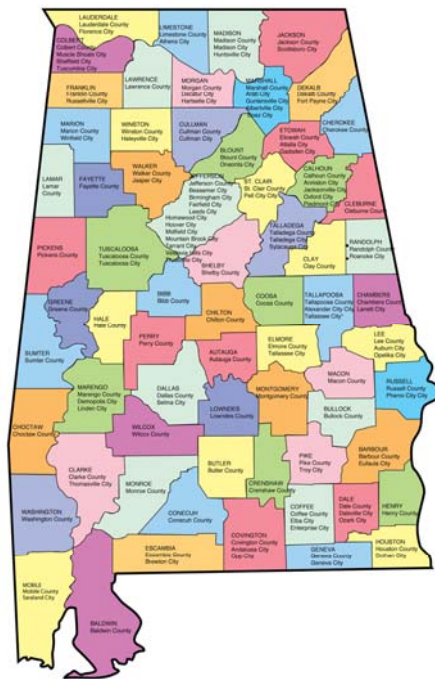 LAUDERDALE
Lauderdale County
Florence City
LIMESTONE
Limestone County
Athens City
MADISON
Madison County
Madison City
Huntsville City
JACKSON
Jackson County
Scottsboro City
COLBERT
Colbert County
Muscle Shoals City
Sheffield City
Tuscumbia City
FRANKLIN
Franklin County
Russellville City
LAWRENCE
Lawrence County
MORGAN
Morgan County
Decatur City
Hartselle City
MARSHALL
Marshall County
Arab City
Guntersville City
Albertville City
Boaz City
DEKALB
DeKalb County
Fort Payne City
MARION
Marion County
Winfield City
WINSTON
Winston County
Haleyville City
CULLMAN
Cullman County
Cullman City
ETOWAH
Etowah County
Attalla City
Gadsden City
CHEROKEE
Cherokee County
BLOUNT
Blount County
Oneonta City
LAMAR
Lamar
County
FAYETTE
Fayette County
WALKER
Walker County
Jasper City
JEFFERSON
Jefferson County
Bessemer City
Birmingham City
Fairfield City
Leeds City
Homewood City
Hoover City
Midfield City
Mountain Brook City
Tarrant City
Vestavia Hills City
ST. CLAIR
St. Clair County
Pell City City
CALHOUN
Calhoun County
Anniston City
Jacksonville City
Oxford City
Piedmont City
CLEBURNE
Cleburne County
TALLADEGA
Talladega County
Talladega City
Sylacauga City
CLAY
Clay County
RANDOLPH
Randolph County
Roanoke City
PICKENS
Pickens County
TUSCALOOSA
Tuscaloosa County
Tuscaloosa City
SHELBY
Shelby County
GREENE
Greene County
HALE
Hale County
BIBB
Bibb County
CHILTON
Chilton County
COOSA
Coosa County
TALLAPOOSA
Tallapoosa County
Alexander City City
Tallassee City*
CHAMBERS
Chambers County
Lanett City
SUMTER
Sumter County
PERRY
Perry County
AUTAUGA
Autauga County
ELMORE
Elmore County
Tallassee City
LEE
Lee County
Auburn City
Opelika City
MACON
Macon County
RUSSELL
Russell County
Phenix City City
MARENGO
Marengo County
Demopolis City
Linden City
DALLAS
Dallas County
Selma City
LOWNDES
Lowndes County
MONTGOMERY
Montgomery County
BULLOCK
Bullock County
CHOCTAW
Choctaw County
WILCOX
Wilcox County
CLARKE
Clarke County
Thomasville City
MONROE
Monroe County
BUTLER
Butler County
CRENSHAW
Crenshaw County
PIKE
Pike County
Troy City
BARBOUR
Barbour County
Eufaula City
WASHINGTON
Washington County
CONECUH
Conecuh County
COVINGTON
Covington County
Andalusia City
Opp City
COFFEE
Coffee County
Elba City
Enterprise City
DALE
Dale County
Daleville City
Ozark City
HENRY
Henry County
ESCAMBIA
Escambia County
Brewton City
GENEVA
Geneva County
Geneva City
HOUSTON
Houston County
Dothan City
MOBILE
Mobile County
Saraland City
BALDWIN
Baldwin County